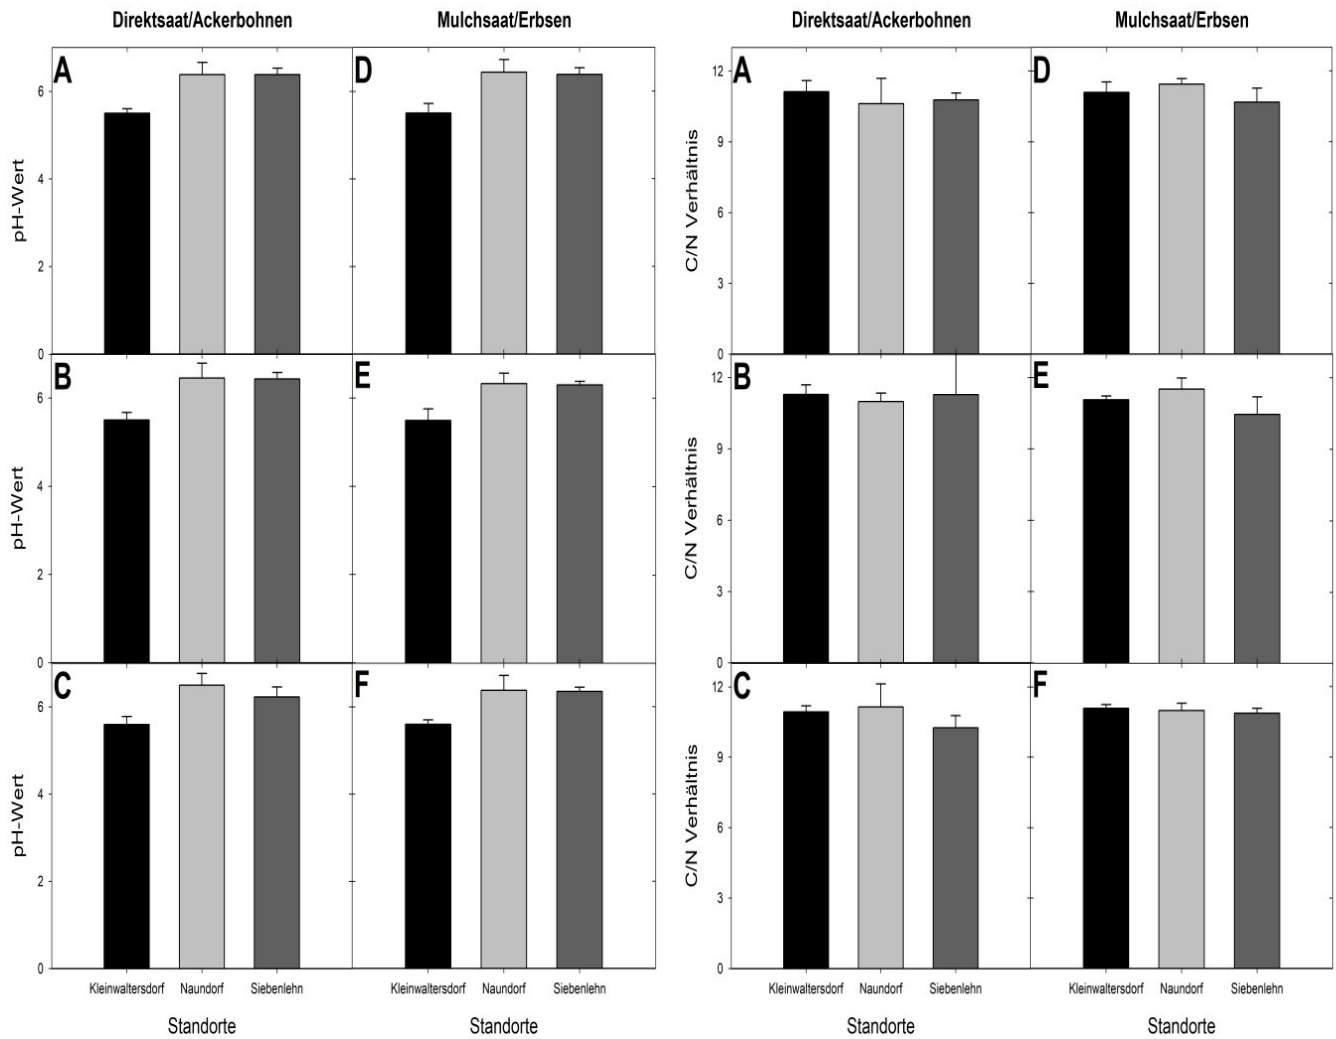 Direktsaat/Ackerbohnen
Mulchsaat/Erbsen
Direktsaat/Ackerbohnen
Mulchsaat/Erbsen
A
D
A
D
6
4
2
0
pH-Wert
12
9
6
3
0
C/N Verhältnis
B
E
B
E
6
4
2
0
pH-Wert
12
9
6
3
0
C/N Verhältnis
C
F
C
F
6
4
2
0
pH-Wert
12
9
6
3
0
C/N Verhältnis
Kleinwaltersdorf Naundorf Siebenlehn
Kleinwaltersdorf Naundorf Siebenlehn
Kleinwaltersdorf Naundorf Siebenlehn
Kleinwaltersdorf Naundorf Siebenlehn
Standorte
Standorte
Standorte
Standorte